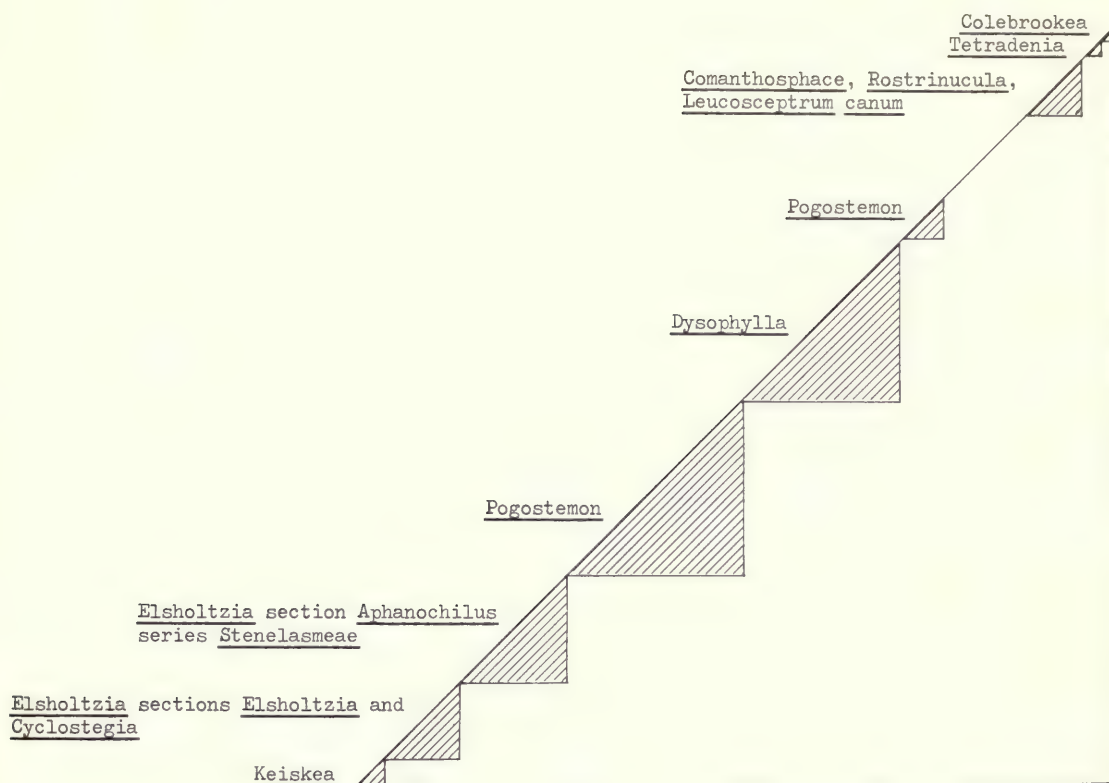 Colebrookea
Tetradenia
Comanthosphace, Rostrinucula,
Leucosceptrum canum
Pogostemon
Dysophylla
Pogostemon
Elsholtzia section Aphanochilus
series Stenelasmeae
Elsholtzia sections Elsholtzia and
Cyclostegia
Keiskea